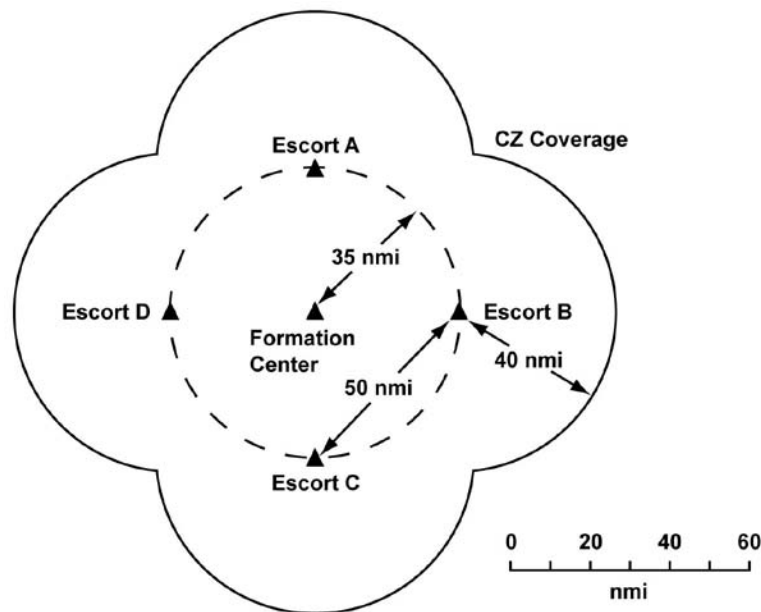 Escort A
CZ Coverage
35 nmi
Escort D
Escort B
Formation
Center
40 nmi
50 nmi
Escort C
0 20 40 60
nmi